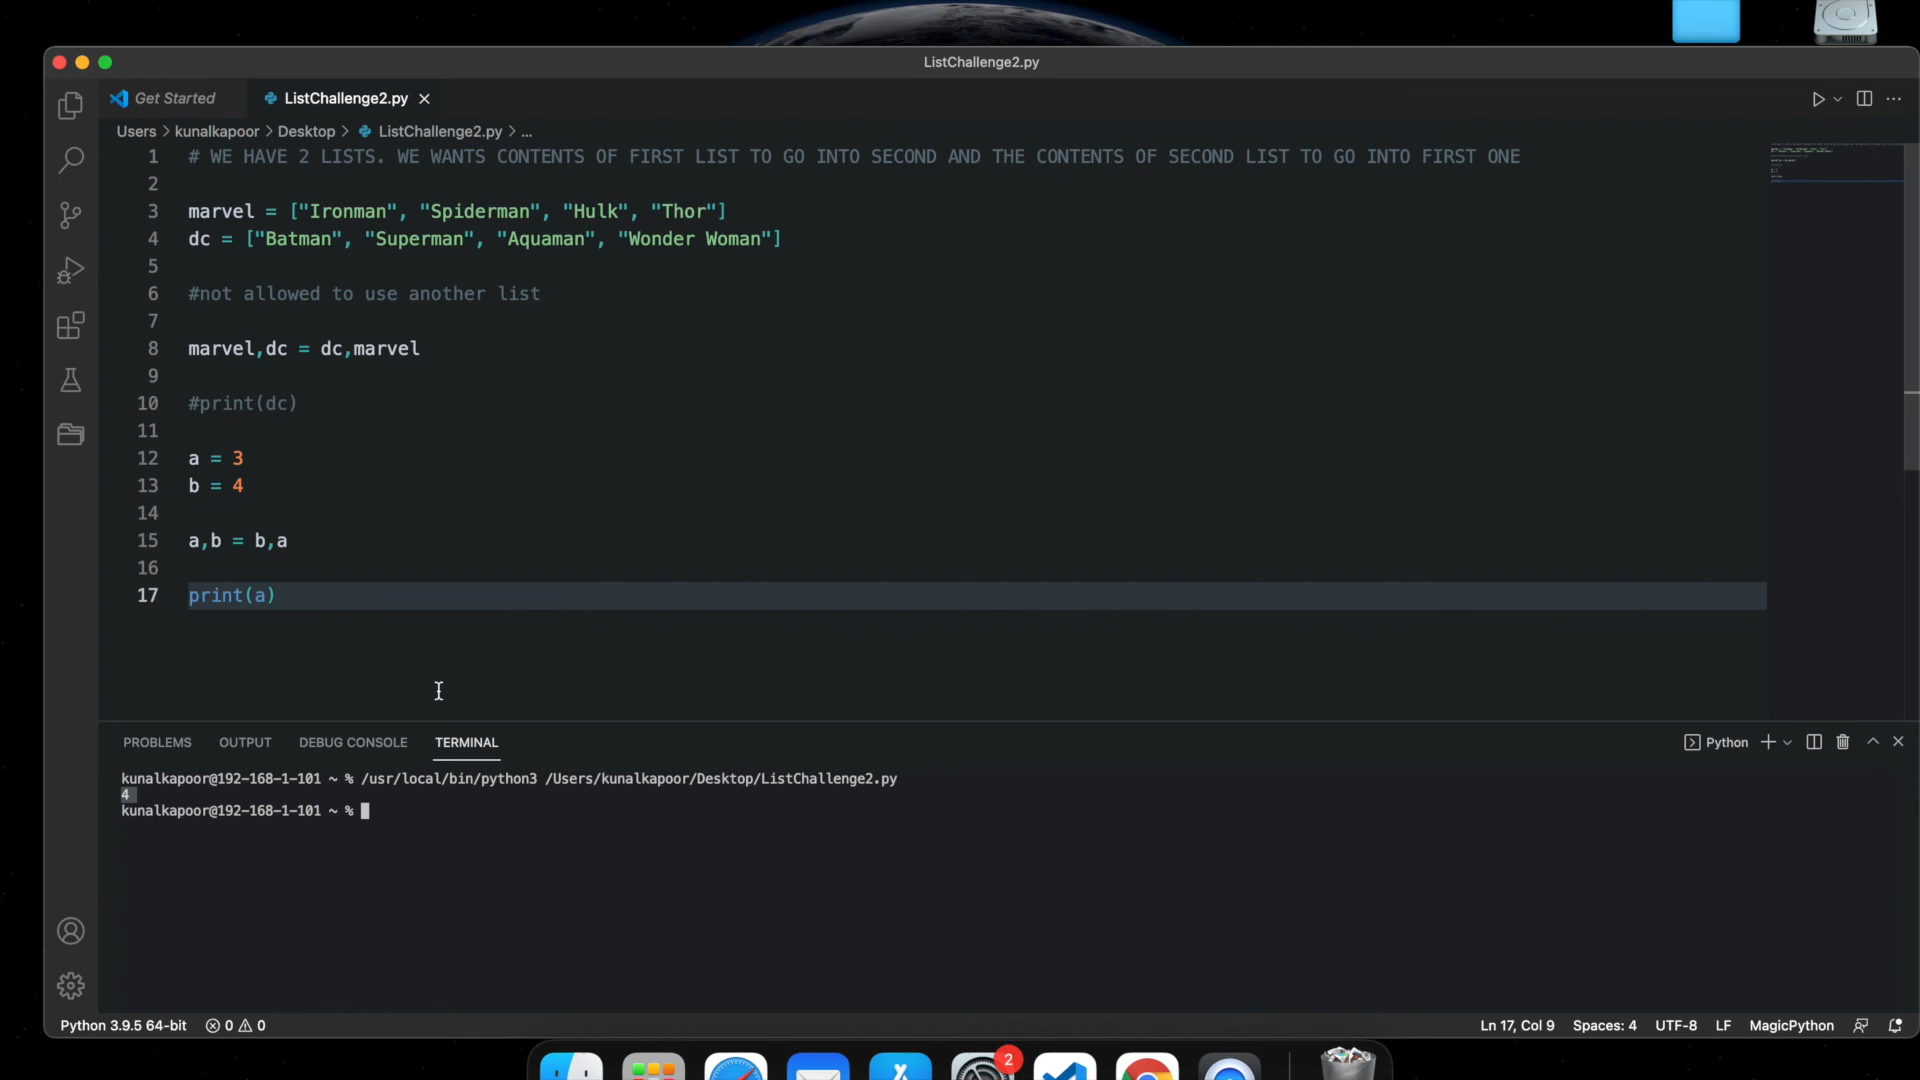 ListChallenge2.py
Get Started
ListChallenge2.py
Users > kunalkapoor > Desktop > ListChallenge2.py > ...
1 # WE HAVE 2 LISTS. WE WANTS CONTENTS OF FIRST LIST TO GO INTO SECOND AND THE CONTENTS OF SECOND LIST TO GO INTO FIRST ONE
2
3 marvel = ["Ironman", "Spiderman", "Hulk", "Thor"]
4 dc = ["Batman", "Superman", "Aquaman", "Wonder Woman"]
5
6 #not allowed to use another list
7
8 marvel,dc = dc,marvel
9
10 #print(dc)
11
12 a = 3
13 b = 4
14
15 a,b = b,a
16
17 print(a)
PROBLEMS OUTPUT DEBUG CONSOLE TERMINAL
Python
kunalkapoor@192-168-1-101 ~ % /usr/local/bin/python3 /Users/kunalkapoor/Desktop/ListChallenge2.py
4
kunalkapoor@192-168-1-101 ~ %
Python 3.9.5 64-bit 0 0
Ln 17, Col 9 Spaces: 4 UTF-8 LF MagicPython
2